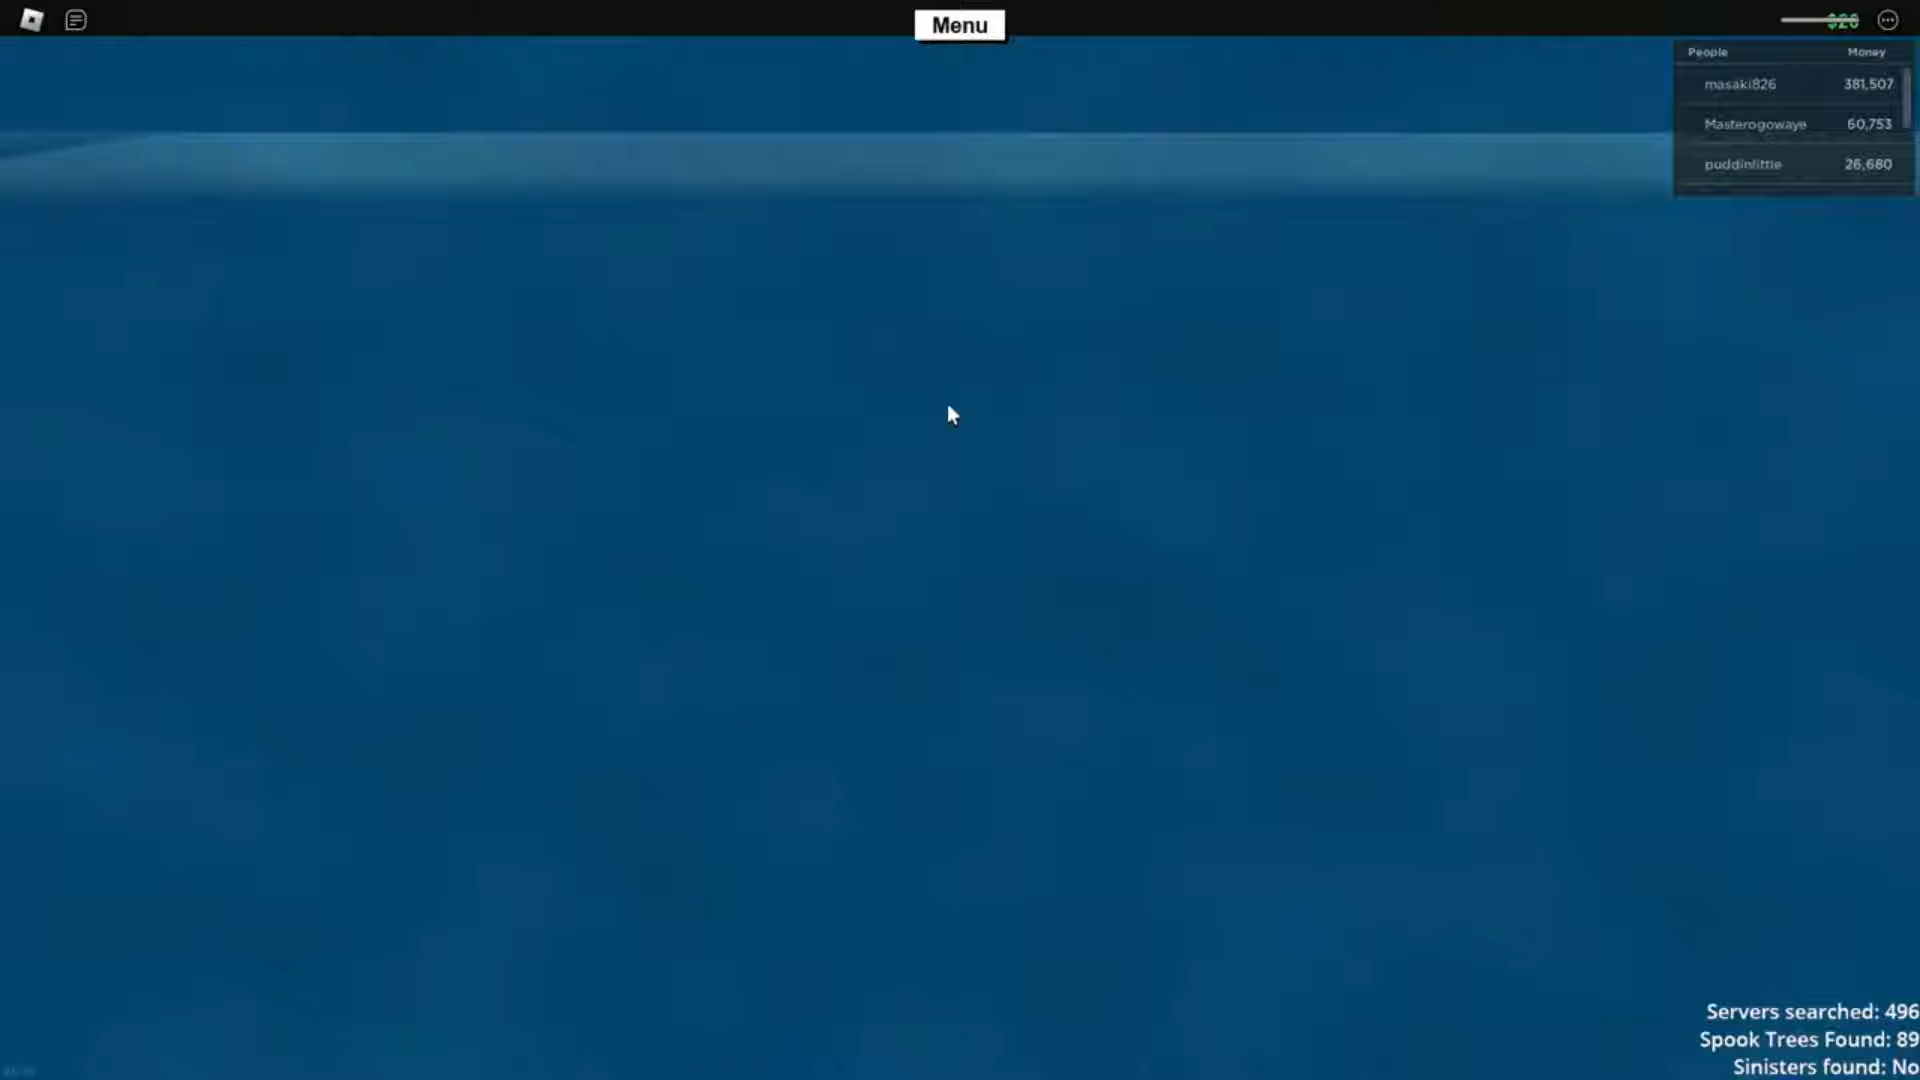 Menu
$20
People Money
masaki826 381,507
Masterogowaye 60,753
puddinlittle 26,680
Servers searched: 496
Spook Trees Found: 89
Sinisters found: No